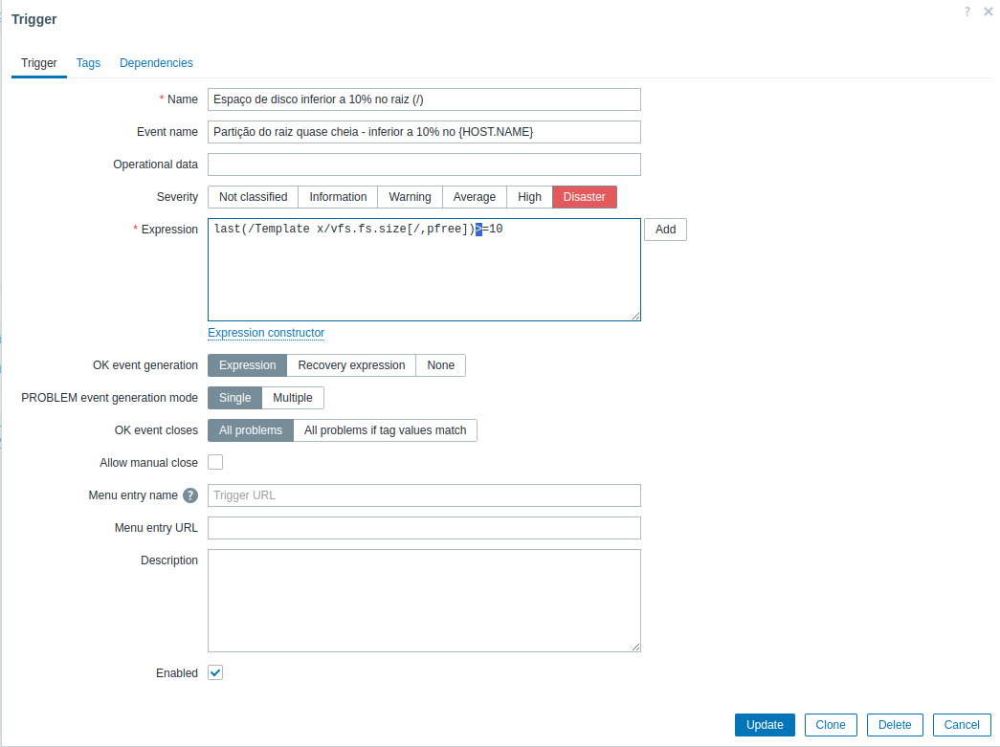 Trigger
? ×
Trigger Tags Dependencies
* Name Espaço de disco inferior a 10% no raiz (/)
Event name Partição do raiz quase cheia - inferior a 10% no {HOST.NAME}
Operational data
Severity Not classified Information Warning Average High Disaster
* Expression last(/Template x/vfs.fs.size[/,pfree])>=10 Add
Expression constructor
OK event generation Expression Recovery expression None
PROBLEM event generation mode Single Multiple
OK event closes All problems All problems if tag values match
Allow manual close
Menu entry name ? Trigger URL
Menu entry URL
Description
Enabled
Update Clone Delete Cancel